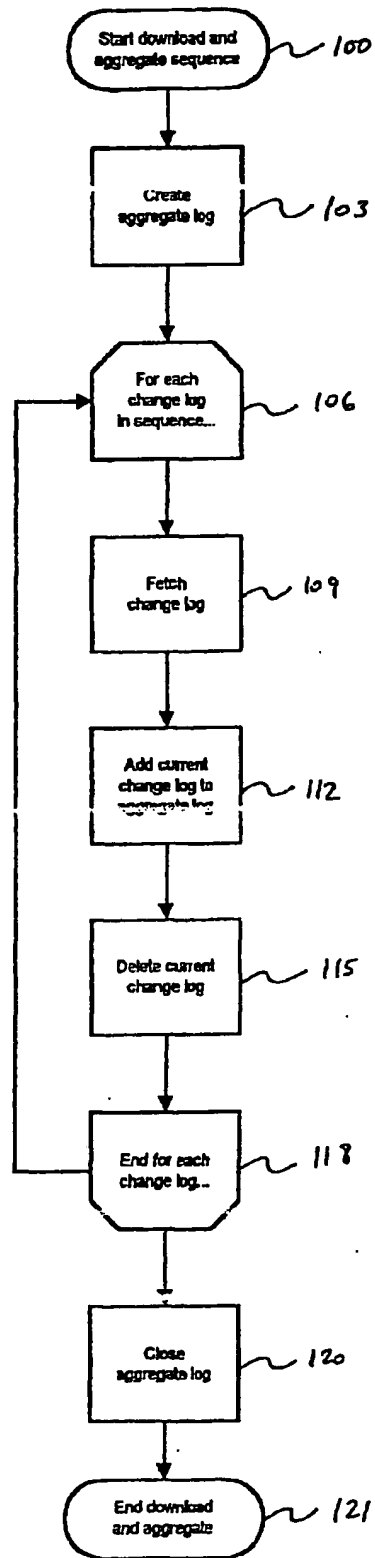 Start download and
aggregate sequence
100
Create
aggregate log
103
For each
change log
in sequence...
106
Fetch
change log
109
Add current
change log to
aggregate log
112
Delete current
change log
115
End for each
change log...
118
Close
aggregate log
120
End download
and aggregate
121